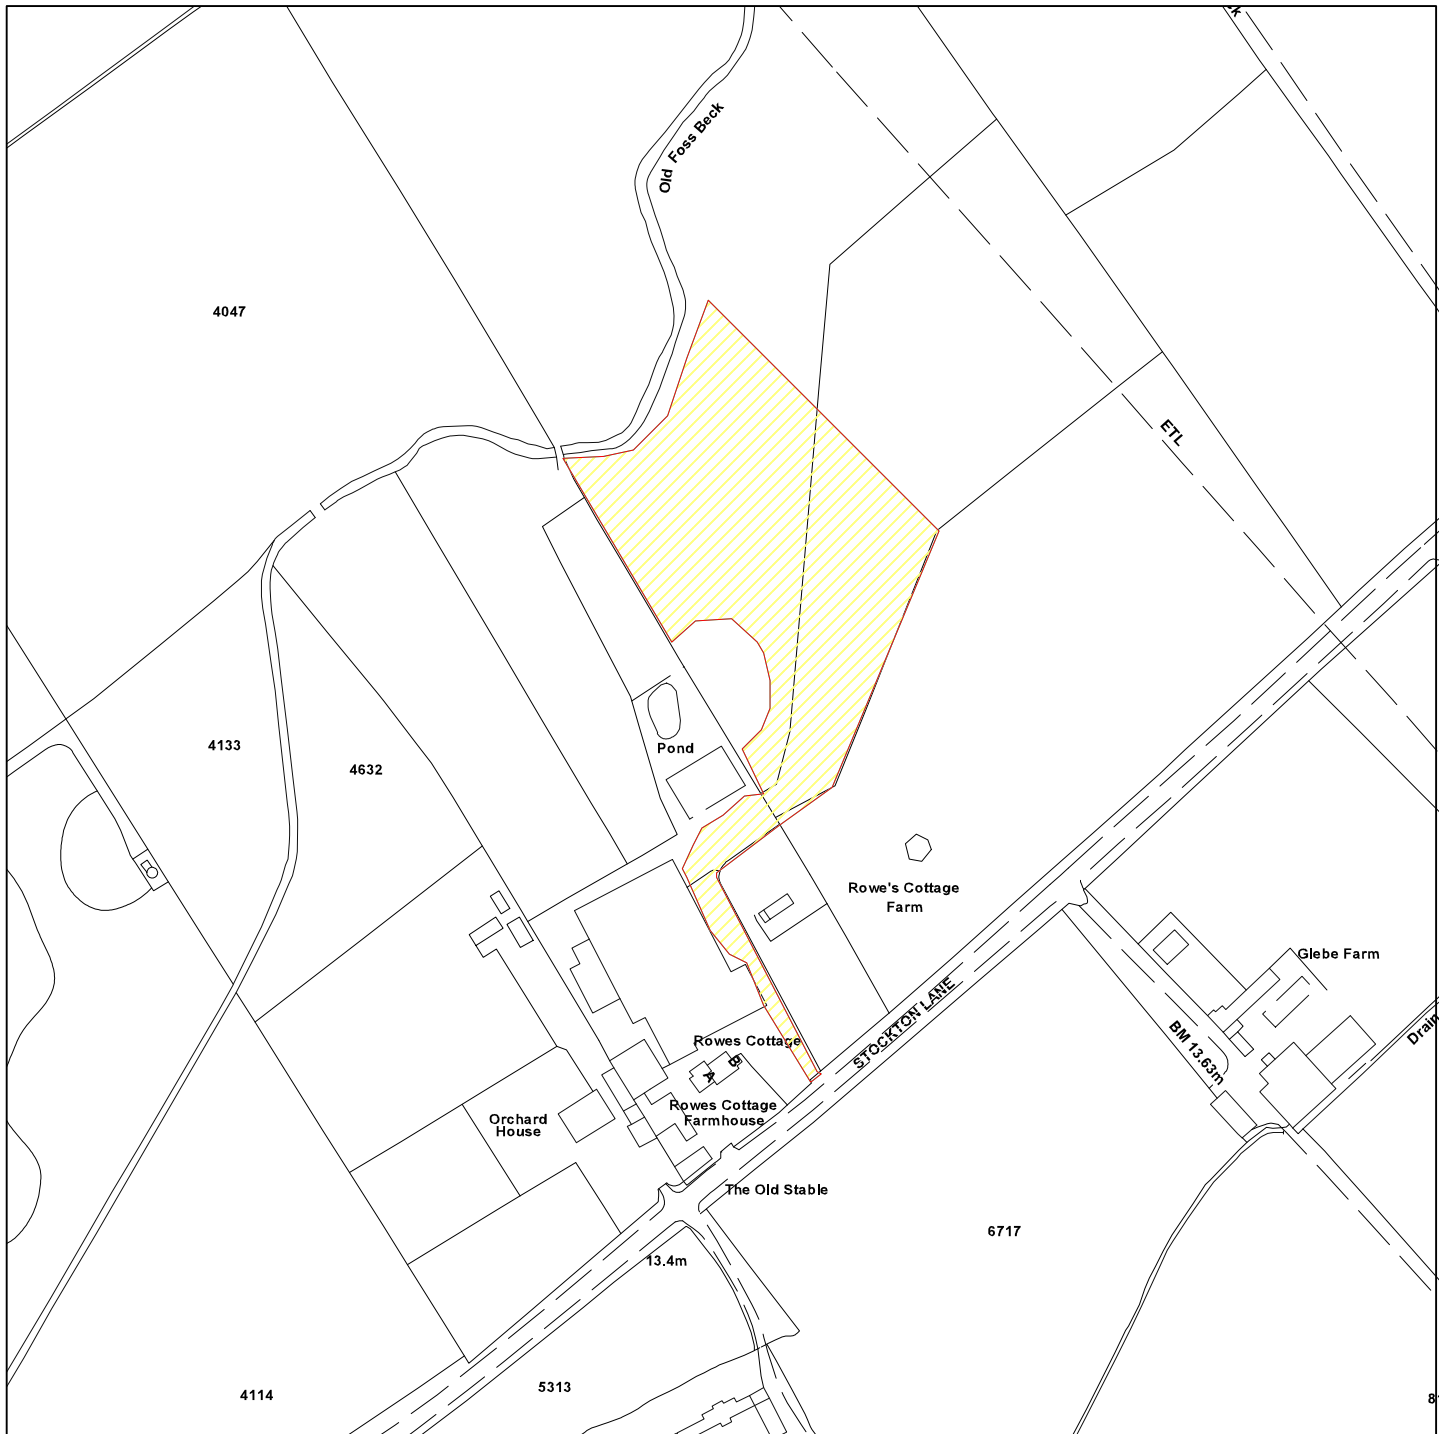 Old Foss Beck
4047
ETL
4133
4632
Pond
Rowe's Cottage
Farm
Glebe Farm
STOCKTON LANE
BM 13.63m
Drain
Rowes Cottage
B
A
Rowes Cottage
Farmhouse
Orchard
House
The Old Stable
6717
13.4m
5313
4114